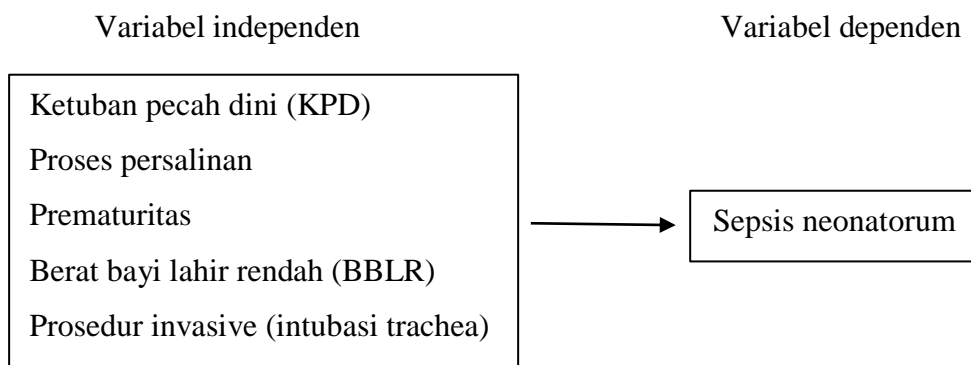 Variabel independen
Variabel dependen
Ketuban pecah dini (KPD)
Proses persalinan
Prematuritas
Berat bayi lahir rendah (BBLR)
Prosedur invasive (intubasi trachea)
Sepsis neonatorum